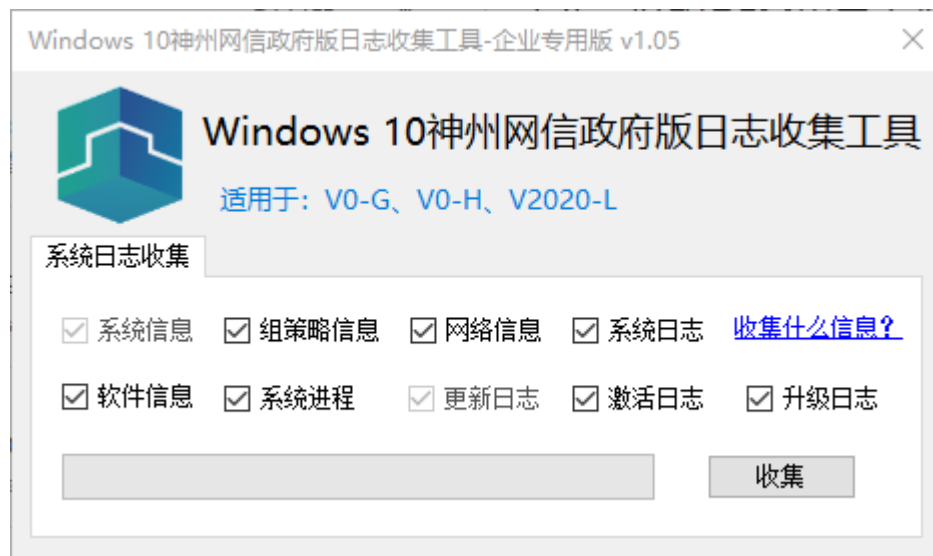 Windows 10神州网信政府版日志收集工具-企业专用版 v1.05
Windows 10神州网信政府版日志收集工具
适用于：V0-G、V0-H、V2020-L
系统日志收集
系统信息 组策略信息 网络信息 系统日志 收集什么信息？
软件信息 系统进程 更新日志 激活日志 升级日志
收集